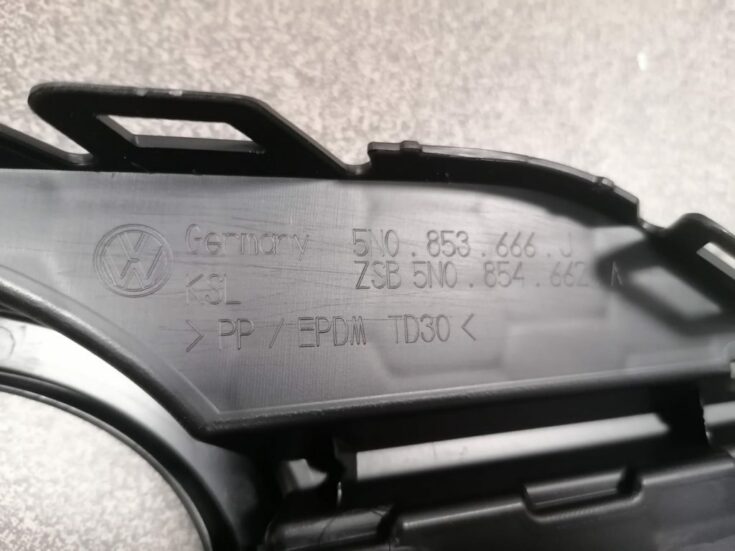 Germany 5N0.853.666.J
KSL ZSB 5N0.854.662 A
>PP / EPDM TD30<